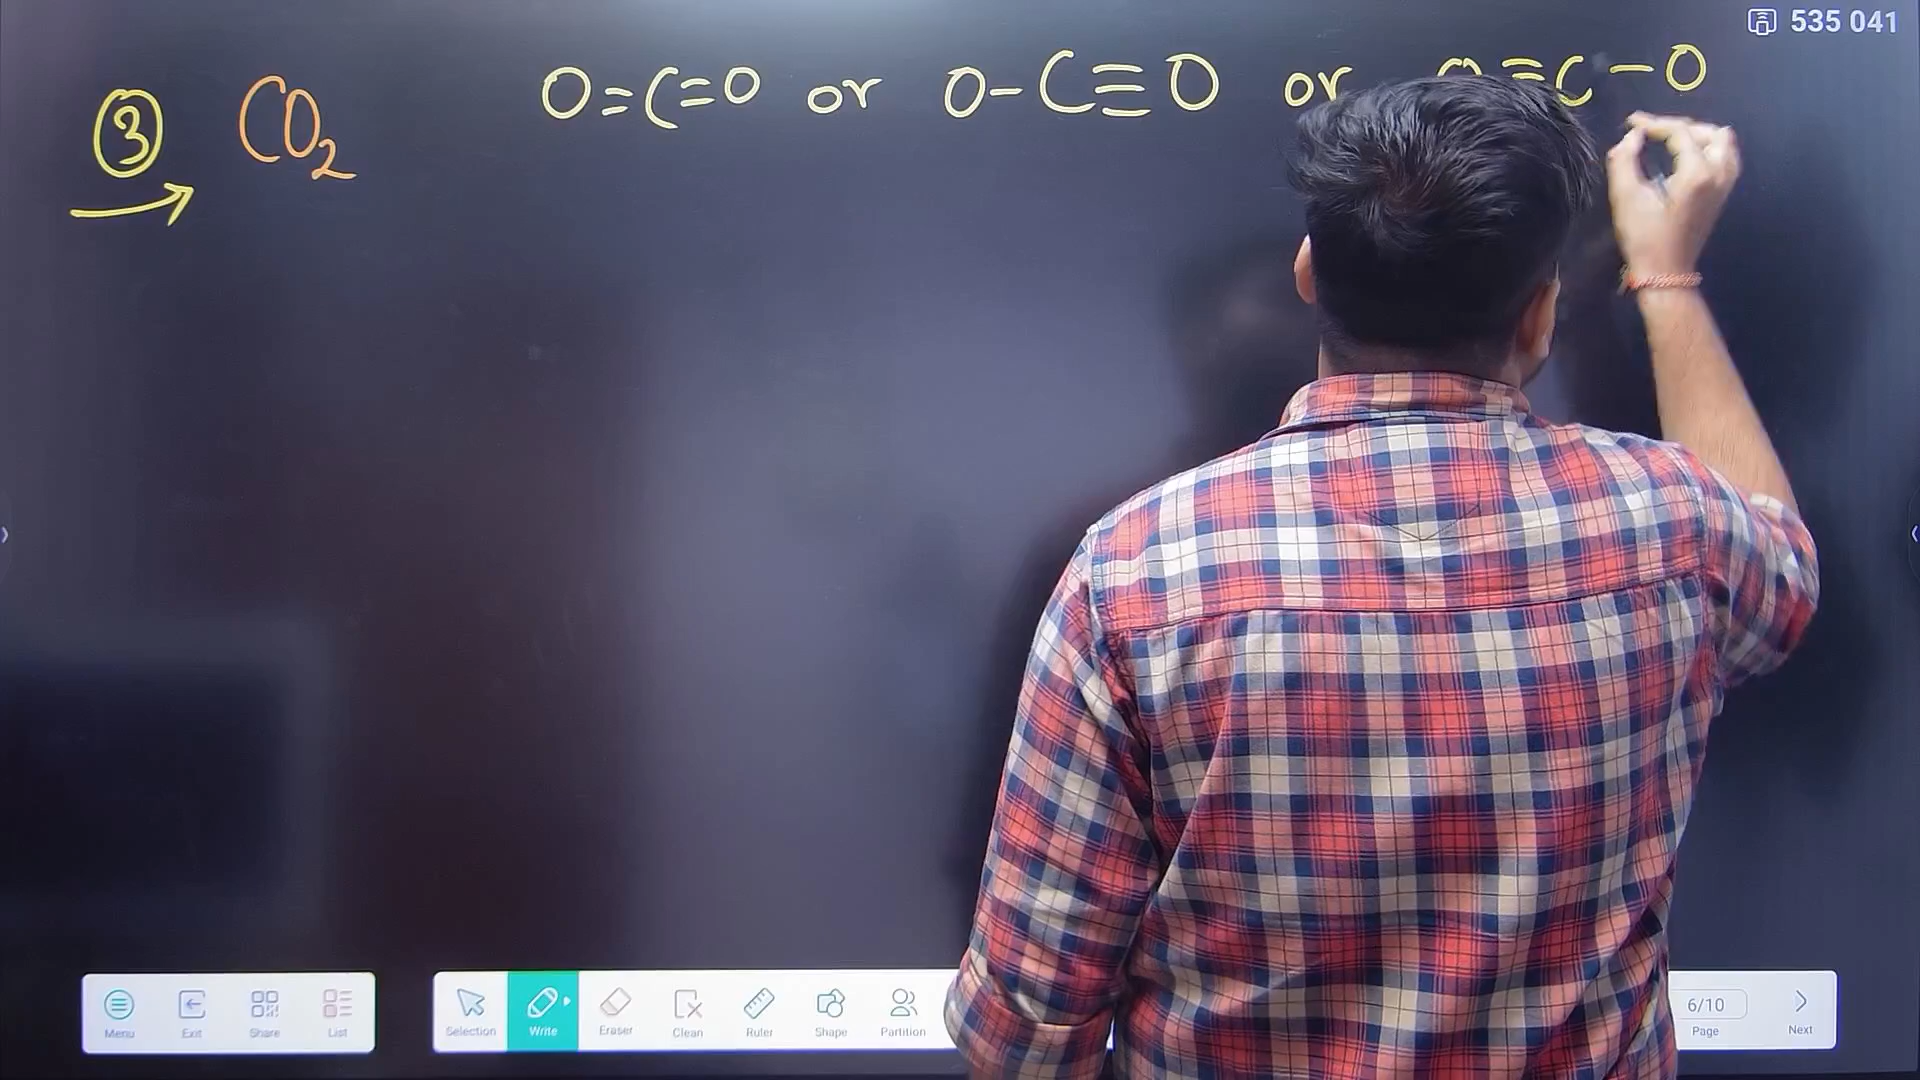 535 041
③ CO₂ O=C=O or O-C≡O or O≡C-O
Menu Exit Share List
Selection Write Eraser Clean Ruler Shape Partition
6/10
Page Next